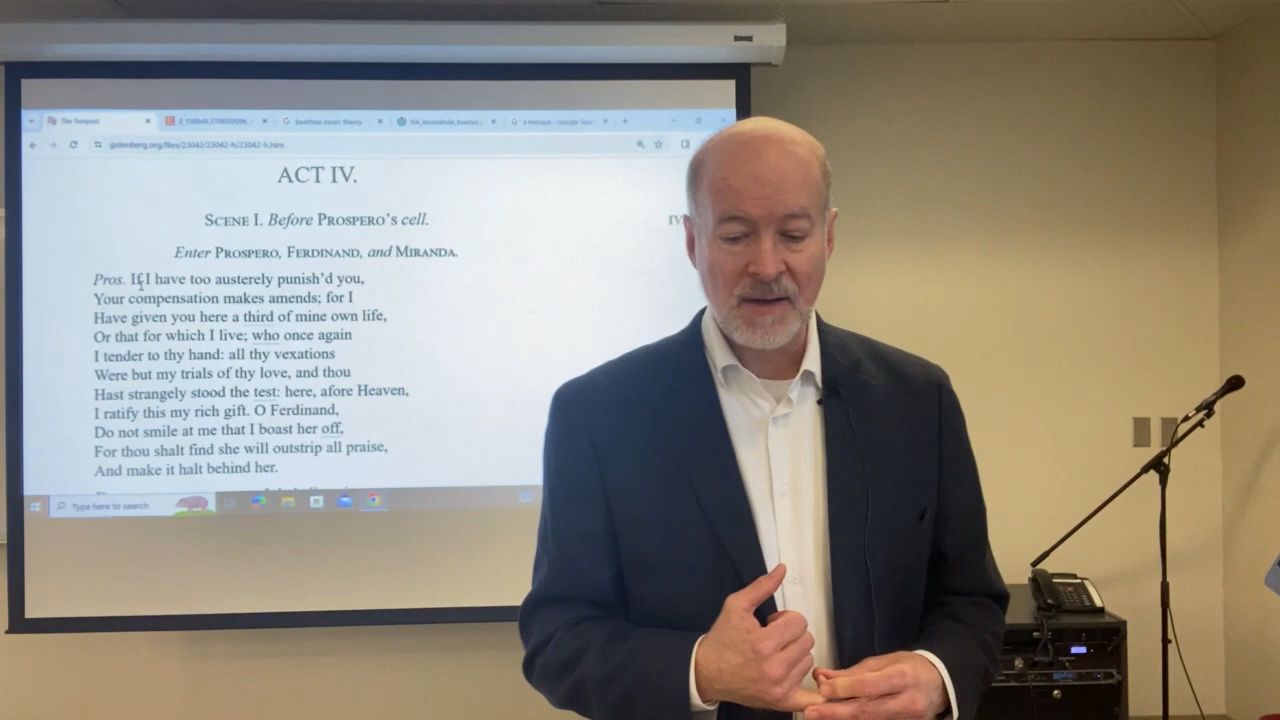 The Tempest
boethius music theory
a masque - Google Sea
gutenberg.org/files/23042/23042-h/23042-h.htm
ACT IV.
SCENE I. Before PROSPERO'S cell.
IV
Enter PROSPERO, FERDINAND, and MIRANDA.
Pros. If I have too austerely punish'd you,
Your compensation makes amends; for I
Have given you here a third of mine own life,
Or that for which I live; who once again
I tender to thy hand: all thy vexations
Were but my trials of thy love, and thou
Hast strangely stood the test: here, afore Heaven,
I ratify this my rich gift. O Ferdinand,
Do not smile at me that I boast her off,
For thou shalt find she will outstrip all praise,
And make it halt behind her.
Type here to search